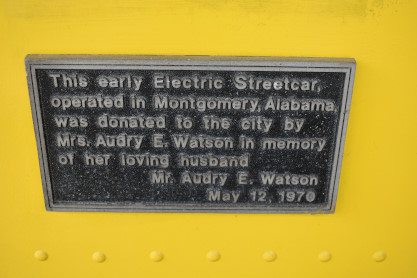 This early Electric Streetcar,
operated in Montgomery, Alabama,
was donated to the city by
Mrs. Audry E. Watson in memory
of her loving husband
Mr. Audry E. Watson
May 12, 1970